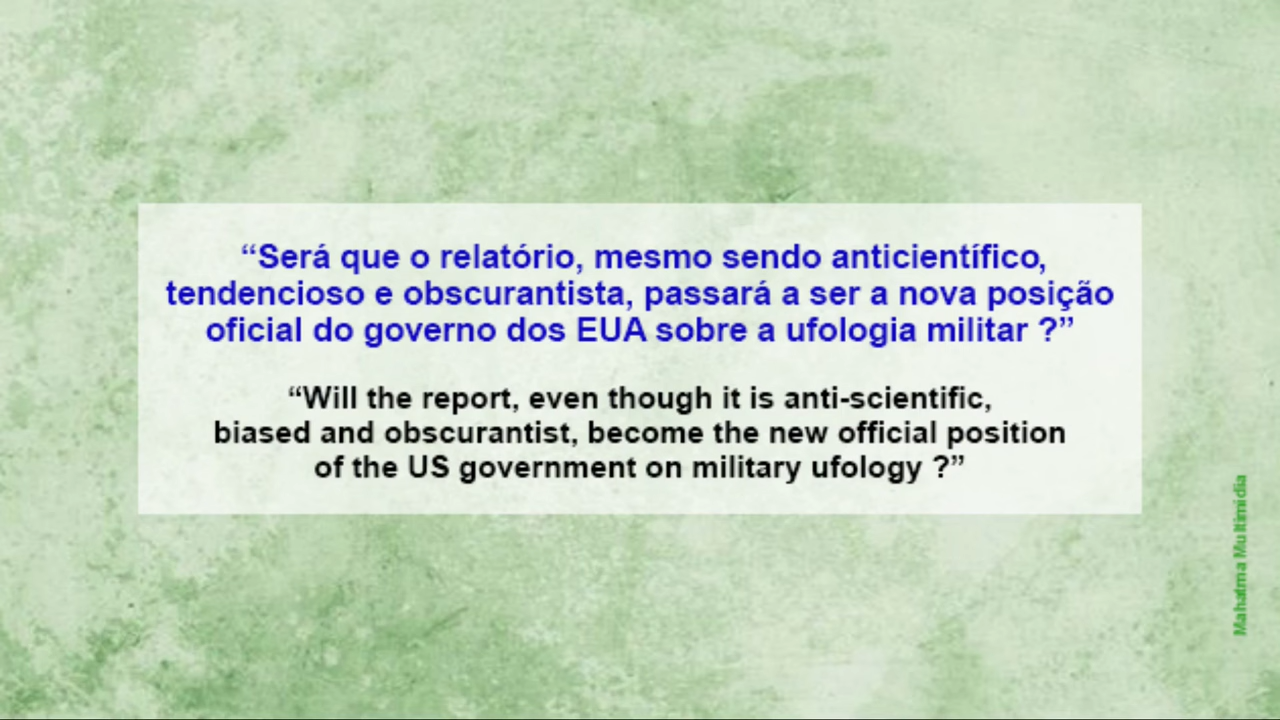 “Será que o relatório, mesmo sendo anticientífico,
tendencioso e obscurantista, passará a ser a nova posição
oficial do governo dos EUA sobre a ufologia militar ?”
“Will the report, even though it is anti-scientific,
biased and obscurantist, become the new official position
of the US government on military ufology ?”
Mahatma Multimídia